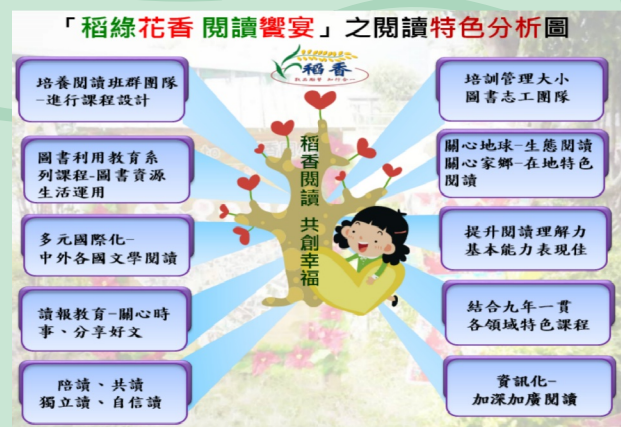 「稻綠花香 閱讀饗宴」之閱讀特色分析圖
稻香
培養閱讀班群團隊
-進行課程設計
圖書利用教育系
列課程-圖書資源
生活運用
多元國際化-
中外各國文學閱讀
讀報教育-關心時
事、分享好文
陪讀、共讀
獨立讀、自信讀
稻香閱讀 共創幸福
培訓管理大小
圖書志工團隊
關心地球-生態閱讀
關心家鄉-在地特色
閱讀
提升閱讀理解力
基本能力表現佳
結合九年一貫
各領域特色課程
資訊化-
加深加廣閱讀